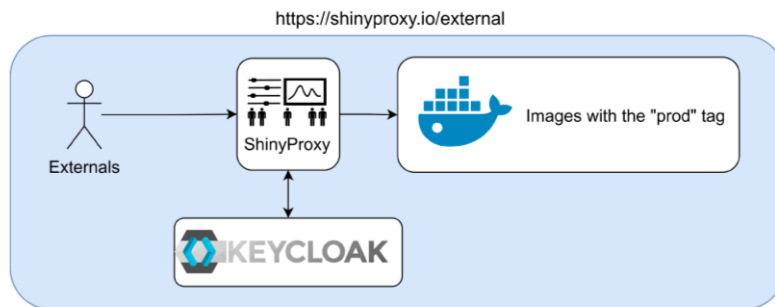 https://shinyproxy.io/external
Externals
ShinyProxy
Images with the "prod" tag
KEYCLOAK